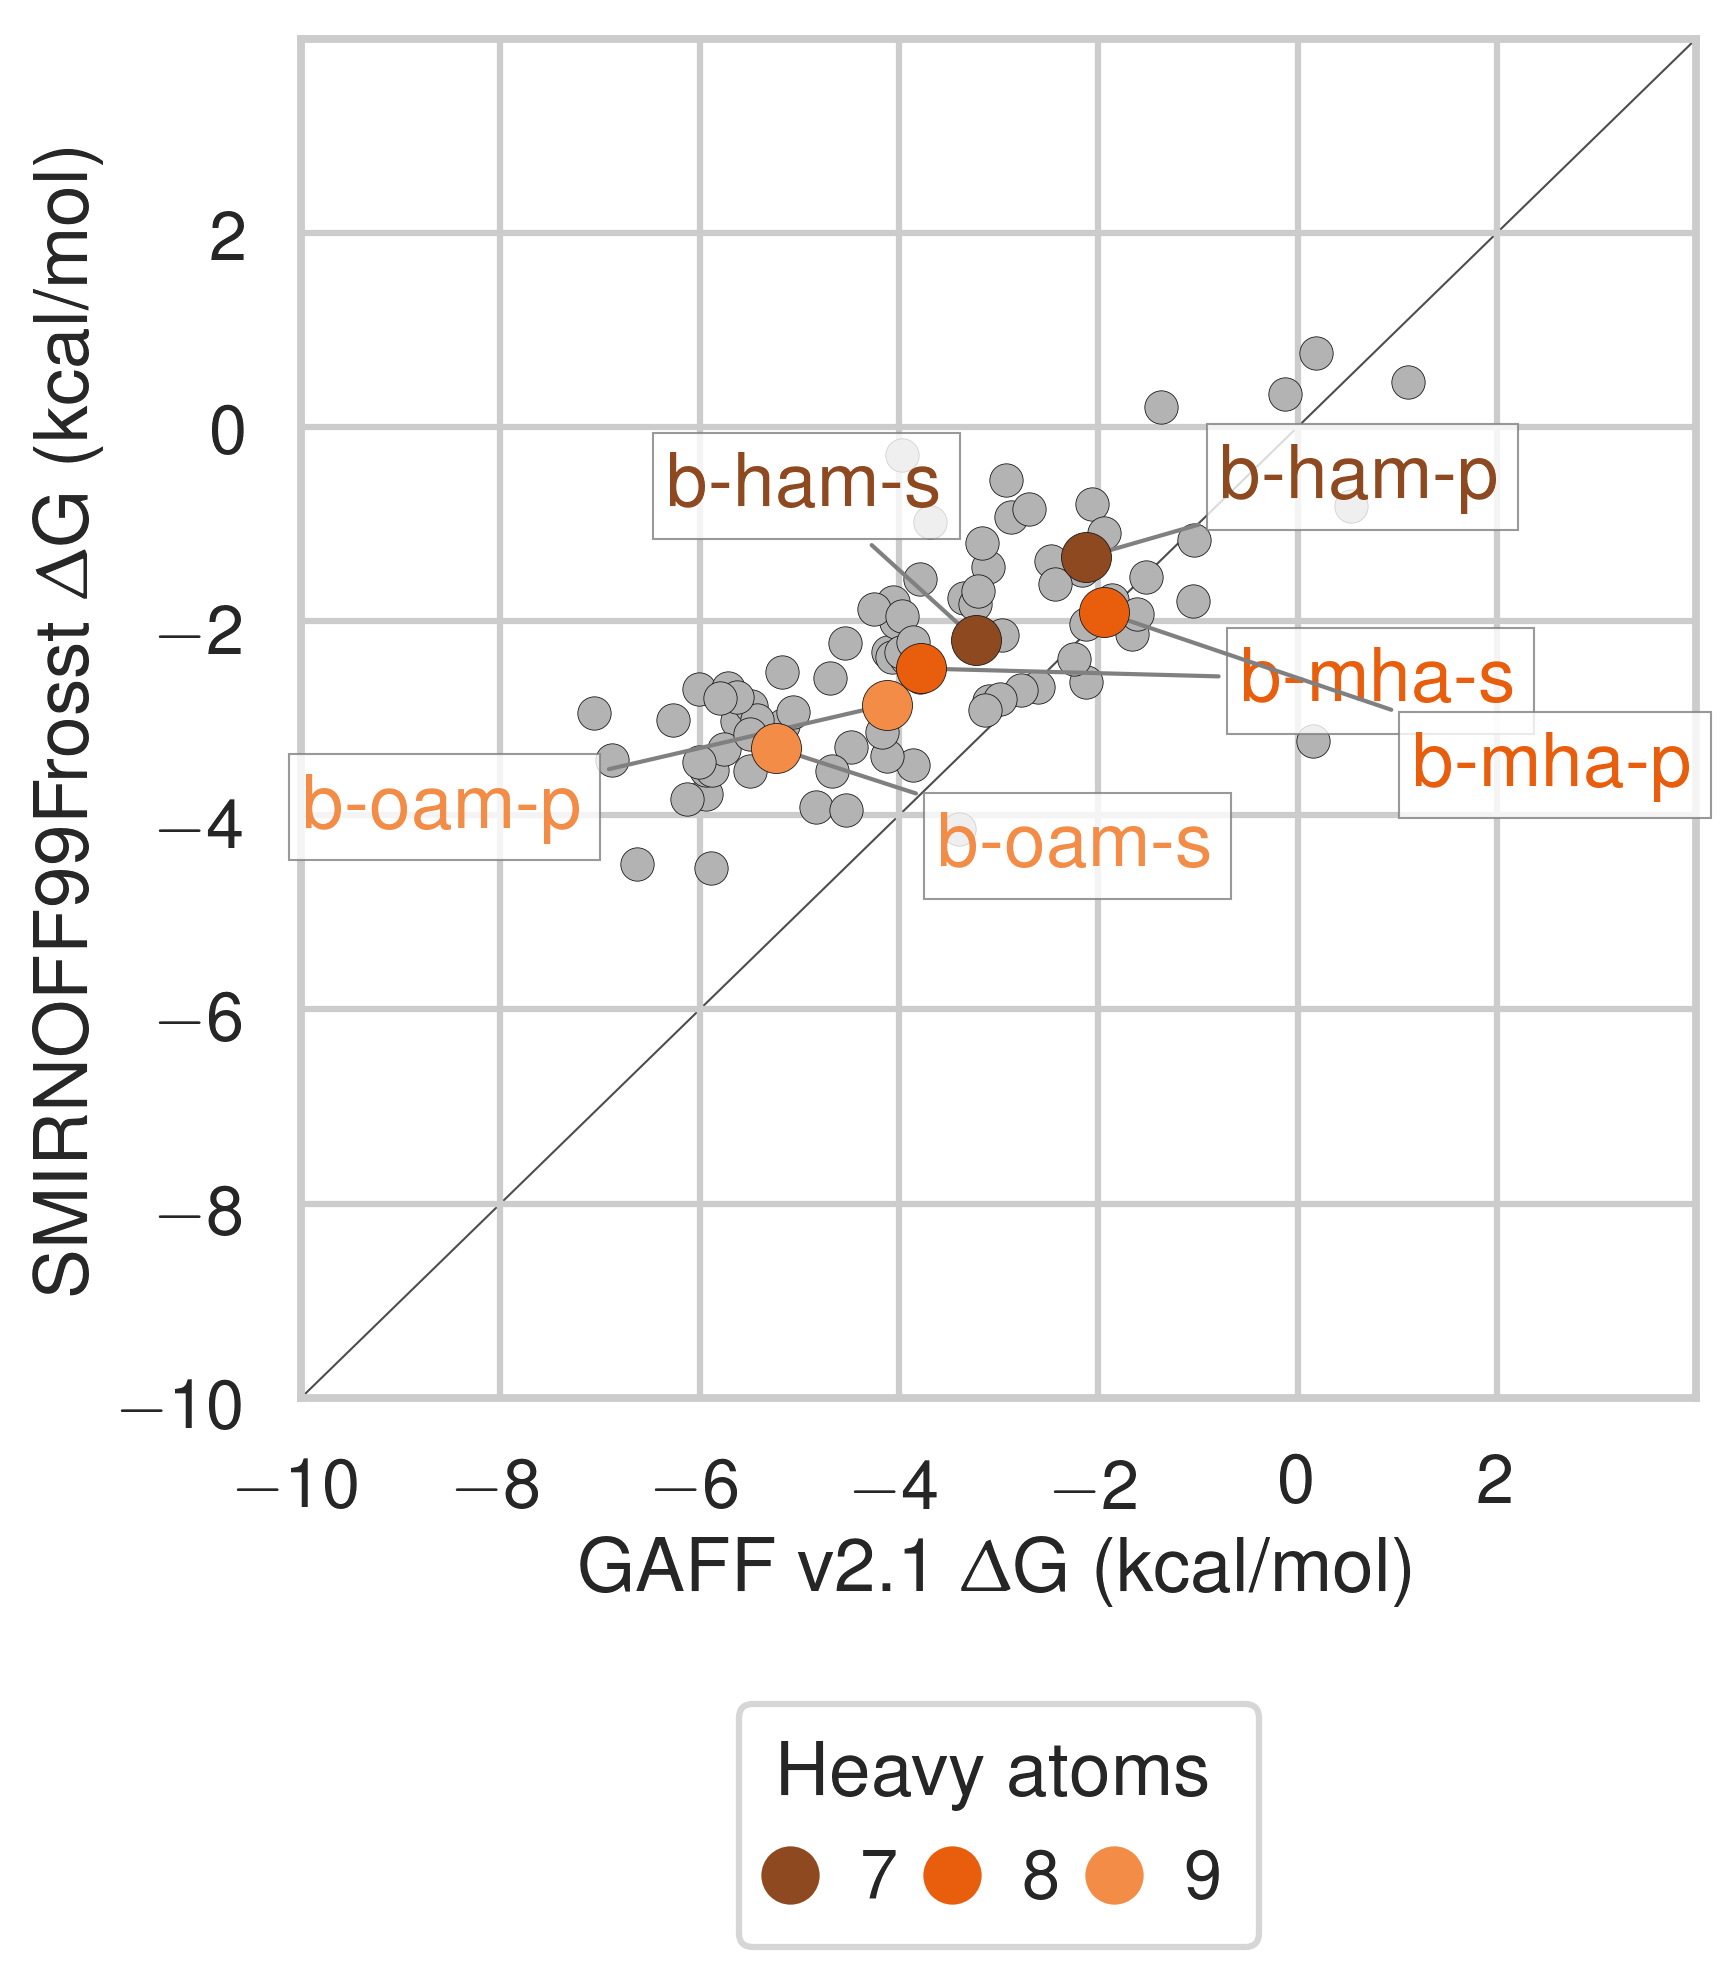 SMIRNOFF99Frosst ΔG (kcal/mol)
2
0
−2
−4
−6
−8
−10
b-ham-s
b-ham-p
b-mha-s
b-mha-p
b-oam-p
b-oam-s
−10 −8 −6 −4 −2 0 2
GAFF v2.1 ΔG (kcal/mol)
Heavy atoms
7 8 9